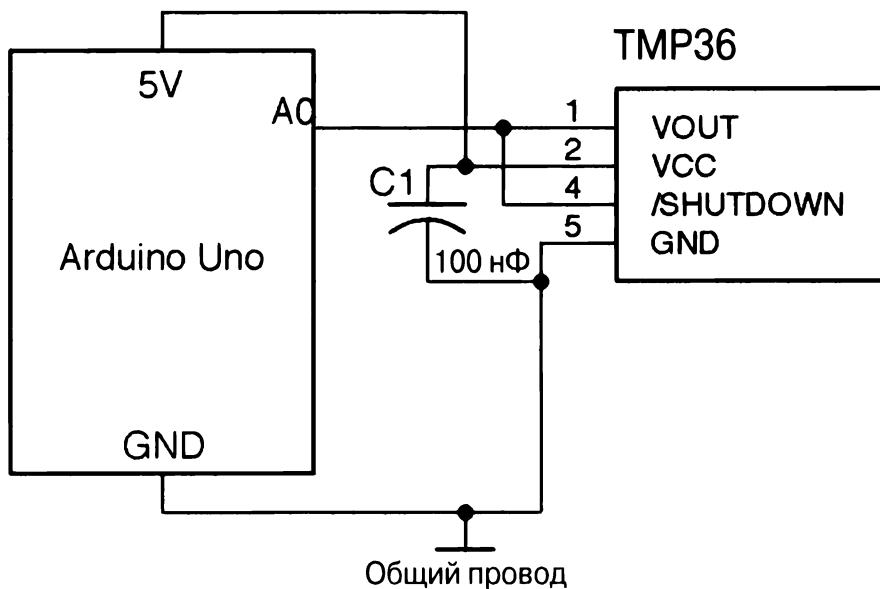 TMP36
5V
A0
1
VOUT
2
VCC
C1
4
/SHUTDOWN
5
GND
Arduino Uno
100 нФ
GND
Общий провод